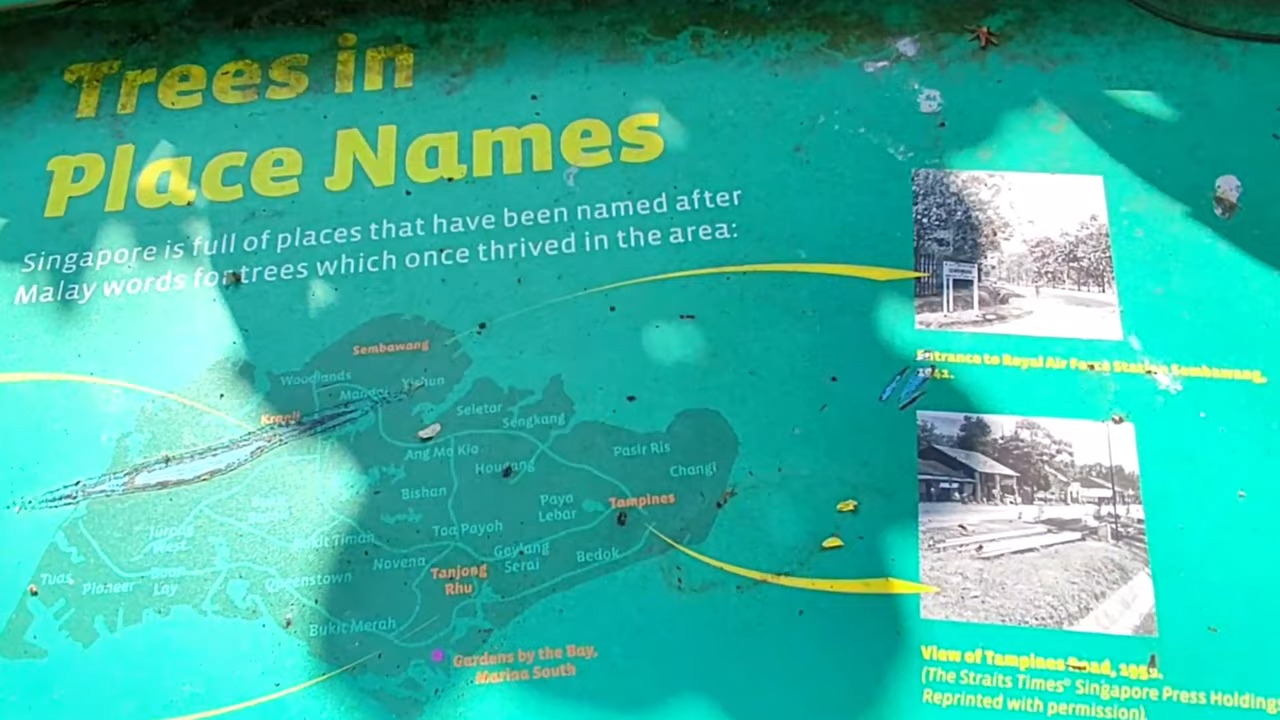 Trees in
Place Names
Singapore is full of places that have been named after
Malay words for trees which once thrived in the area:
Sembawang
Woodlands
Mandai
Yishun
Kranji
Seletar
Sengkang
Ang Mo Kio
Hougang
Pasir Ris
Changi
Bishan
Paya
Lebar
Tampines
Toa Payoh
Jurong
West
Timah
Novena
Geylang
Serai
Bedok
Tanjong
Rhu
Tuas
Pioneer
Lay
Queenstown
Bukit Merah
Gardens by the Bay,
Marina South
Entrance to Royal Air Force Station Sembawang,
View of Tampines Road,
(The Straits Times© Singapore Press Holdings
Reprinted with permission).